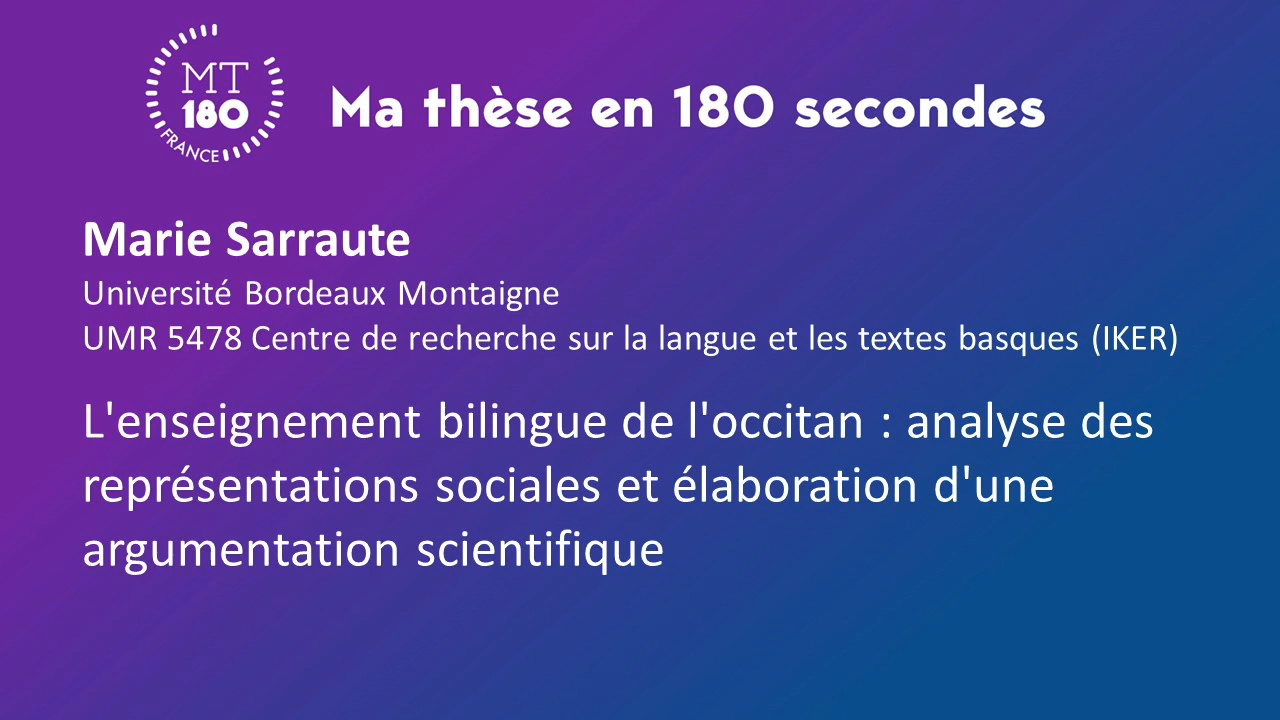 MT
180
FRANCE
Ma thèse en 180 secondes
Marie Sarraute
Université Bordeaux Montaigne
UMR 5478 Centre de recherche sur la langue et les textes basques (IKER)
L'enseignement bilingue de l'occitan : analyse des
représentations sociales et élaboration d'une
argumentation scientifique